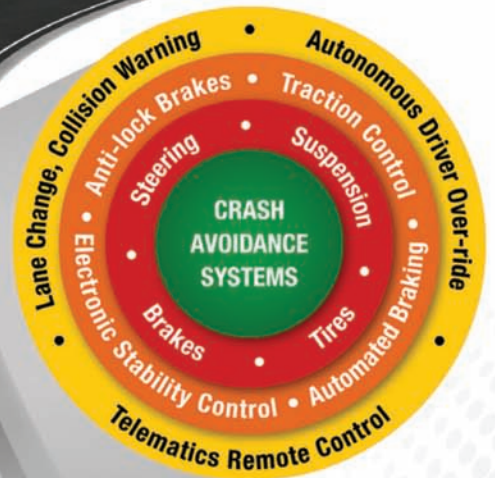 CRASH
AVOIDANCE
SYSTEMS
Steering • Suspension • Tires • Brakes •
Anti-lock Brakes • Traction Control • Automated Braking • Electronic Stability Control •
Lane Change, Collision Warning • Autonomous Driver Over-ride • Telematics Remote Control •